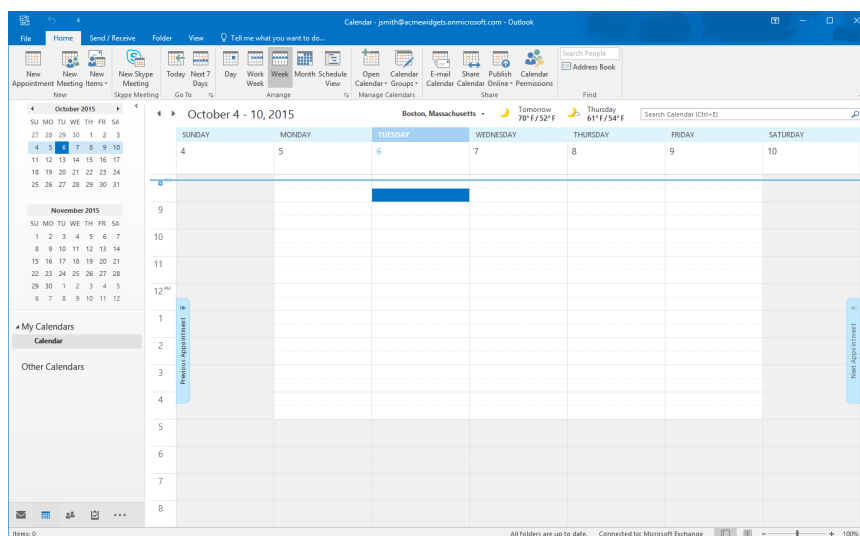 Calendar - jsmith@acmewidgets.onmicrosoft.com - Outlook
File Home Send / Receive Folder View Tell me what you want to do...
New Appointment
New Meeting
New Items
New Skype Meeting
Today
Next 7 Days
Day
Work Week
Week
Month
Schedule View
Open Calendar
Calendar Groups
E-mail Calendar
Share Calendar
Publish Online
Calendar Permissions
Search People
Address Book
New Skype Meeting Go To Arrange Manage Calendars Share Find
October 2015
SU MO TU WE TH FR SA
27 28 29 30 1 2 3
4 5 6 7 8 9 10
11 12 13 14 15 16 17
18 19 20 21 22 23 24
25 26 27 28 29 30 31
November 2015
SU MO TU WE TH FR SA
1 2 3 4 5 6 7
8 9 10 11 12 13 14
15 16 17 18 19 20 21
22 23 24 25 26 27 28
29 30 1 2 3 4 5
6 7 8 9 10 11 12
My Calendars
Calendar
Other Calendars
October 4 - 10, 2015
Boston, Massachusetts
Tomorrow
70° F / 52° F
Thursday
61° F / 54° F
Search Calendar (Ctrl+E)
SUNDAY MONDAY TUESDAY WEDNESDAY THURSDAY FRIDAY SATURDAY
4 5 6 7 8 9 10
8
9
10
11
12 PM
1
2
3
4
5
6
7
8
Previous Appointment
Next Appointment
Items: 0
All folders are up to date. Connected to: Microsoft Exchange
100%